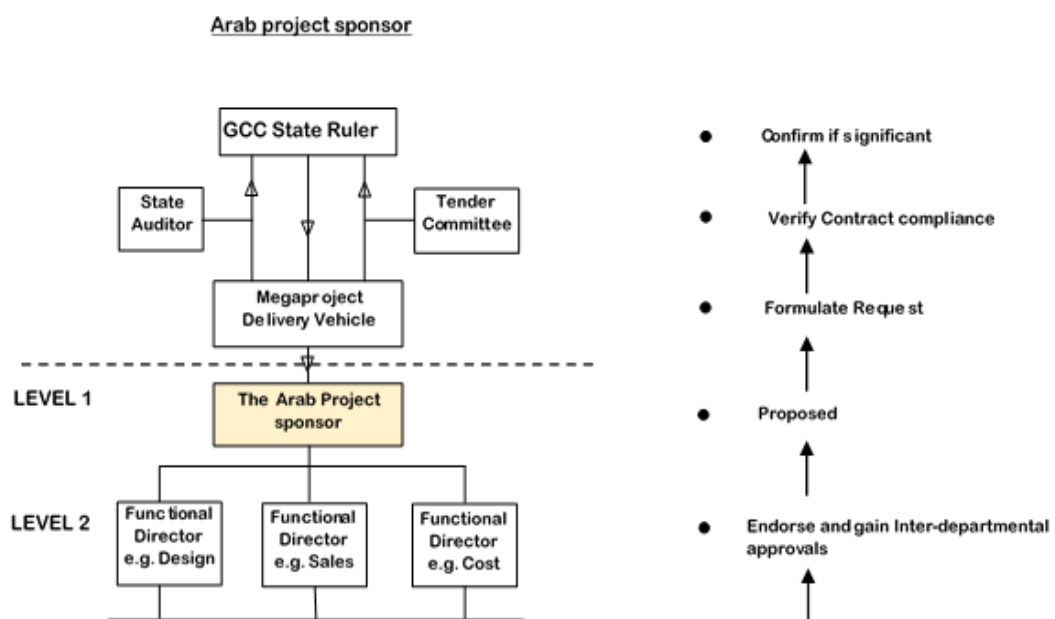 Arab project sponsor
GCC State Ruler
State
Auditor
Tender
Committee
Megaproject
Delivery Vehicle
LEVEL 1
The Arab Project
sponsor
LEVEL 2
Functional
Director
e.g. Design
Functional
Director
e.g. Sales
Functional
Director
e.g. Cost
Confirm if significant
Verify Contract compliance
Formulate Request
Proposed
Endorse and gain Inter-departmental
approvals